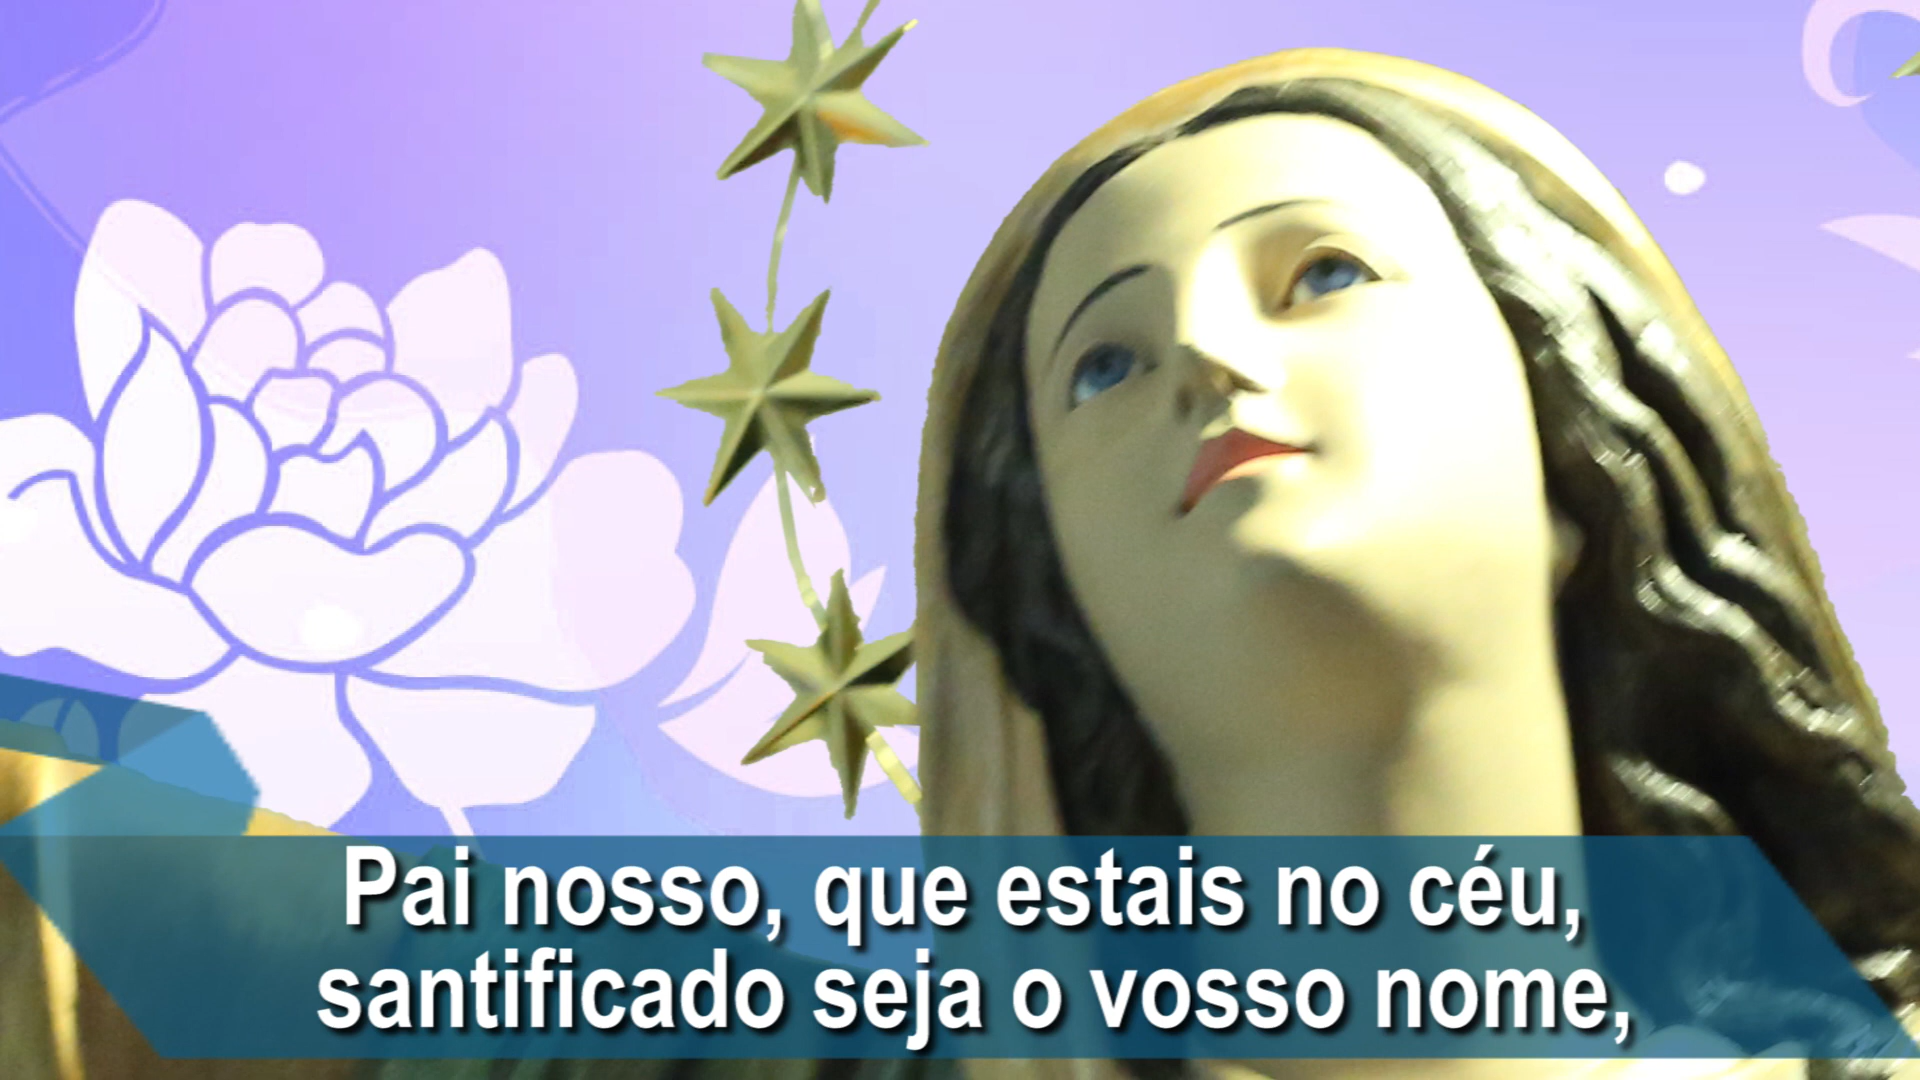 Pai nosso, que estais no céu,
santificado seja o vosso nome,